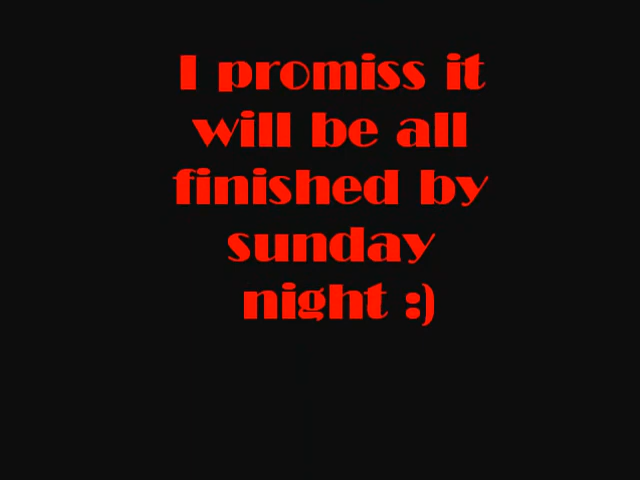 I promiss it
will be all
finished by
sunday
night :)